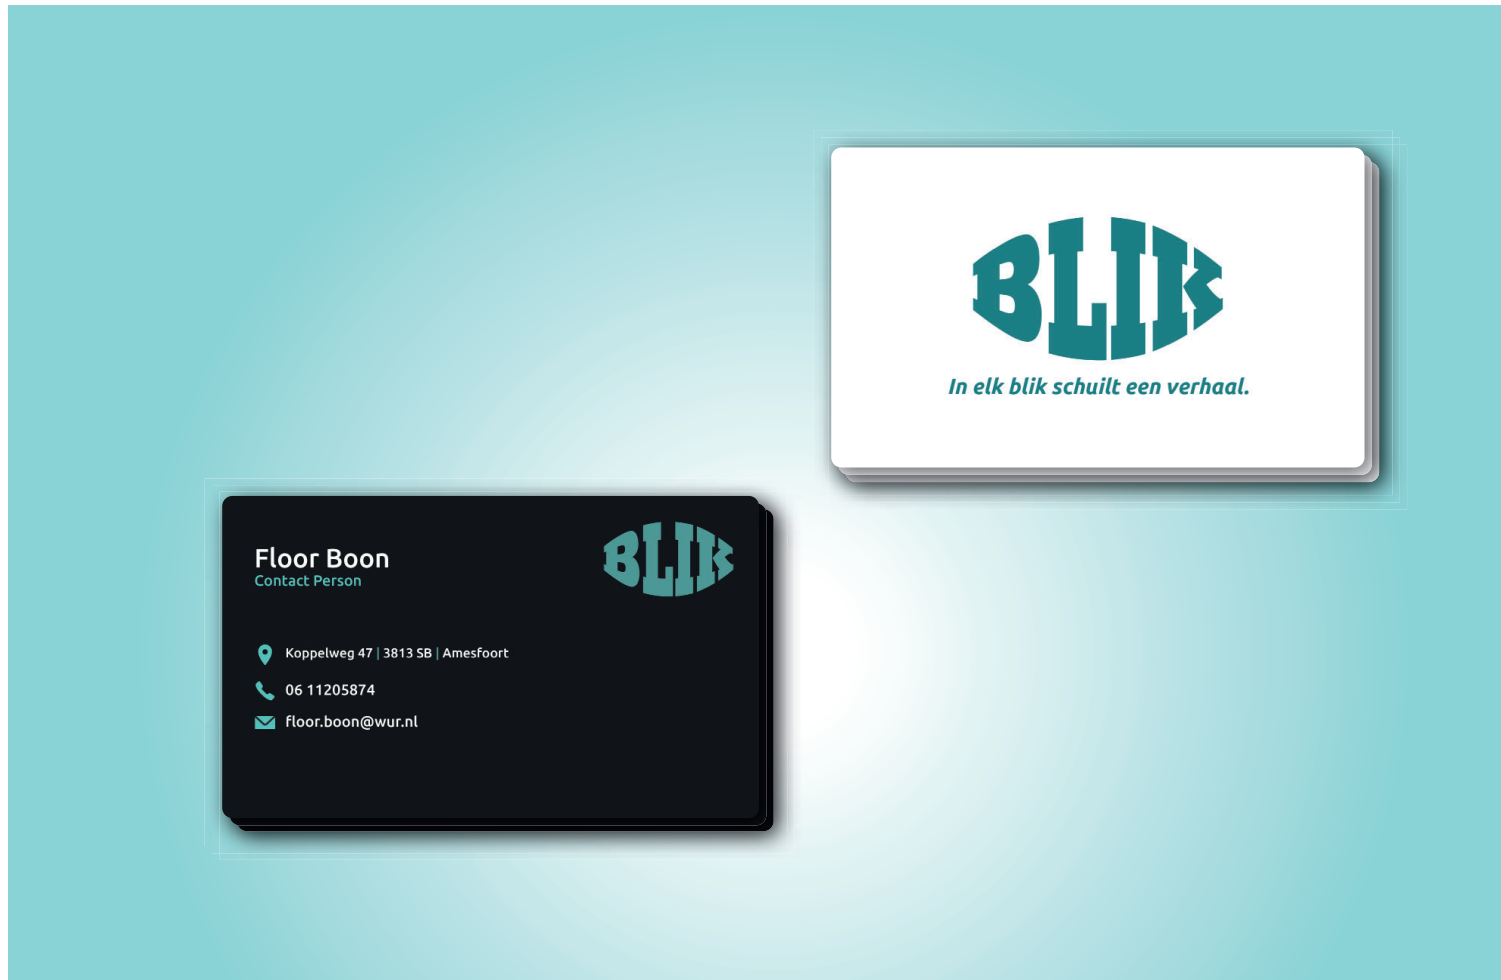 BLIK
In elk blik schuilt een verhaal.
Floor Boon
Contact Person
BLIK
Koppelweg 47 | 3813 SB | Amesfoort
06 11205874
floor.boon@wur.nl